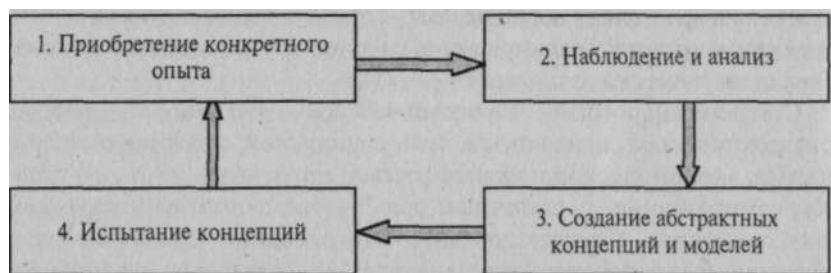 1. Приобретение конкретного
опыта
2. Наблюдение и анализ
3. Создание абстрактных
концепций и моделей
4. Испытание концепций